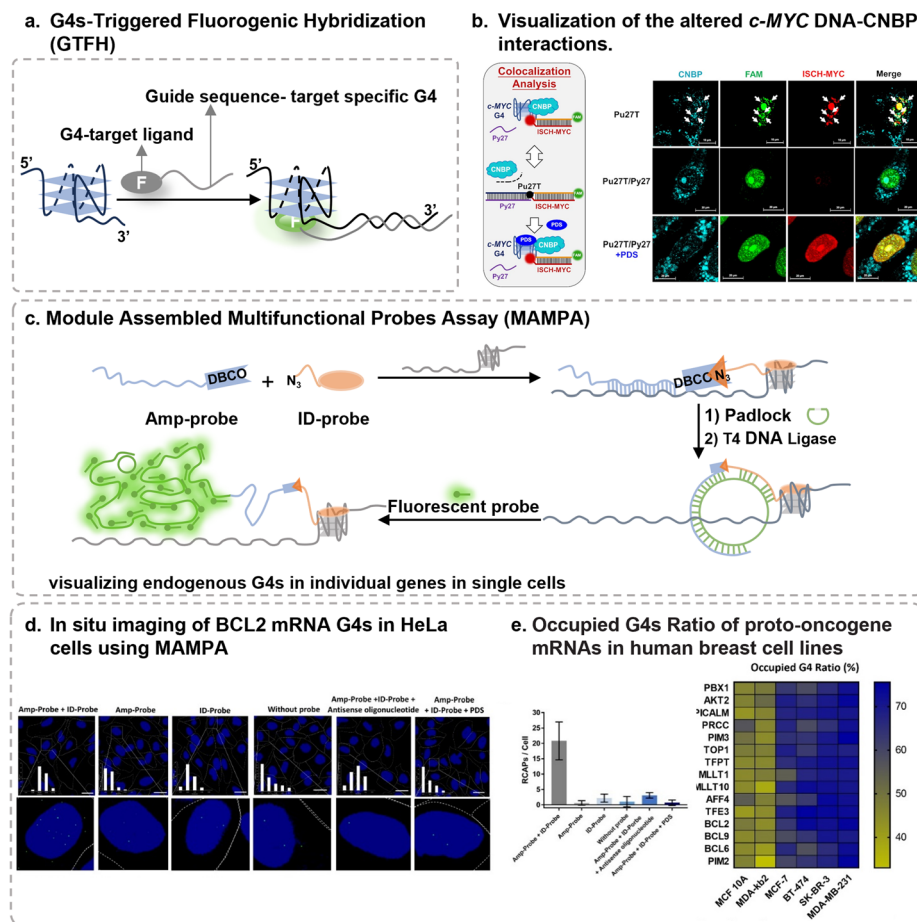 a. G4s-Triggered Fluorogenic Hybridization
(GTFH)
Guide sequence- target specific G4
G4-target ligand
5'
F
3'
5'
F
3'
b. Visualization of the altered c-MYC DNA-CNBP
interactions.
Colocalization
Analysis
c-MYC
G4
CNBP
FAM
Py27
ISCH-MYC
CNBP
Pu27T
FAM
Py27
ISCH-MYC
PDS
c-MYC
G4
PDS
CNBP
FAM
Py27
ISCH-MYC
CNBP
FAM
ISCH-MYC
Merge
Pu27T
Pu27T/Py27
Pu27T/Py27
+PDS
c. Module Assembled Multifunctional Probes Assay (MAMPA)
DBCO
+
N3
Amp-probe
ID-probe
DBCO
N3
1) Padlock
2) T4 DNA Ligase
Fluorescent probe
visualizing endogenous G4s in individual genes in single cells
d. In situ imaging of BCL2 mRNA G4s in HeLa
cells using MAMPA
Amp-Probe + ID-Probe
Amp-Probe
ID-Probe
Without probe
Amp-Probe +ID-Probe +
Antisense oligonucleotide
Amp-Probe
+ ID-Probe + PDS
RCAPs / Cell
30
25
20
15
10
5
0
Amp-Probe + ID-Probe
Amp-Probe
ID-Probe
Without probe
Amp-Probe + ID-Porbe
+ Antisense oligonucleotide
Amp-Probe + ID-Probe + PDS
e. Occupied G4s Ratio of proto-oncogene
mRNAs in human breast cell lines
Occupied G4 Ratio (%)
PBX1
AKT2
PICALM
PRCC
PIM3
TOP1
TFPT
MLLT1
MLLT10
AFF4
TFE3
BCL2
BCL9
BCL6
PIM2
MCF 10A
MDA-kb2
MCF-7
BT-474
SK-BR-3
MDA-MB-231
70
60
50
40